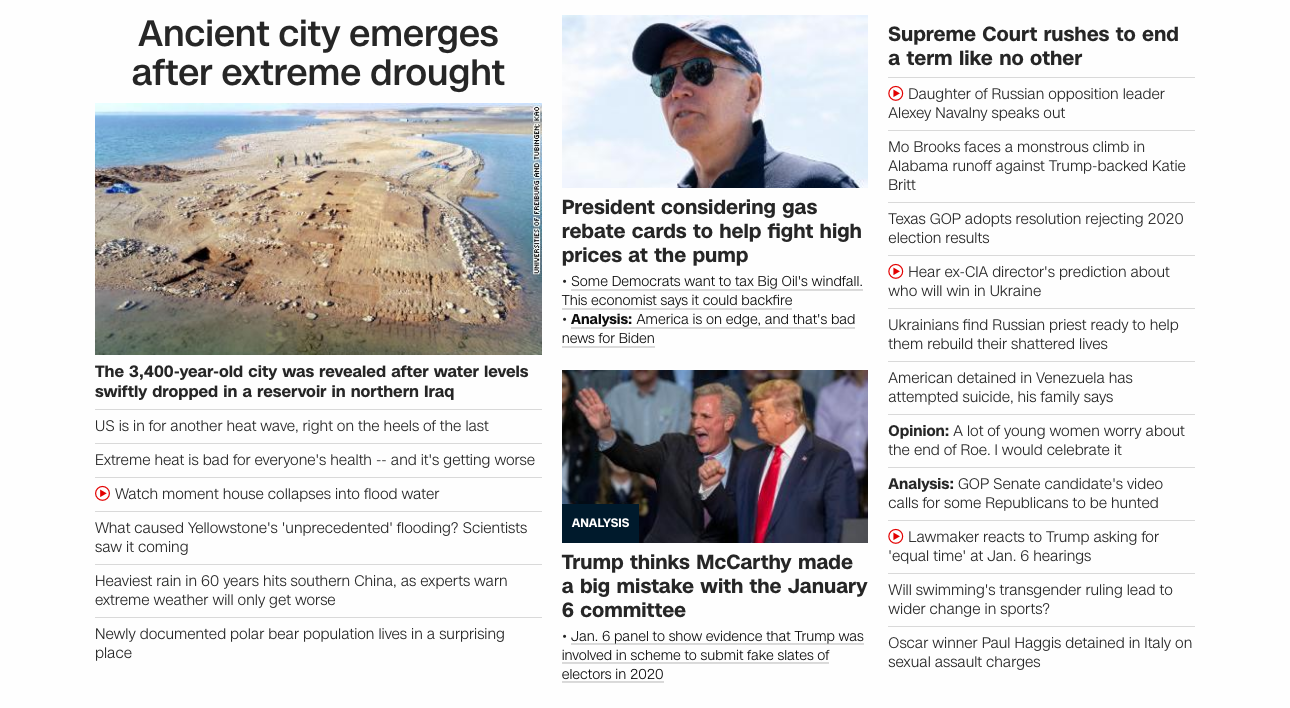 Ancient city emerges
after extreme drought
UNIVERSITIES OF FREIBURG AND TUBINGEN, KAO
The 3,400-year-old city was revealed after water levels
swiftly dropped in a reservoir in northern Iraq
US is in for another heat wave, right on the heels of the last
Extreme heat is bad for everyone's health -- and it's getting worse
Watch moment house collapses into flood water
What caused Yellowstone's 'unprecedented' flooding? Scientists
saw it coming
Heaviest rain in 60 years hits southern China, as experts warn
extreme weather will only get worse
Newly documented polar bear population lives in a surprising
place
President considering gas
rebate cards to help fight high
prices at the pump
• Some Democrats want to tax Big Oil's windfall.
This economist says it could backfire
• Analysis: America is on edge, and that's bad
news for Biden
ANALYSIS
Trump thinks McCarthy made
a big mistake with the January
6 committee
• Jan. 6 panel to show evidence that Trump was
involved in scheme to submit fake slates of
electors in 2020
Supreme Court rushes to end
a term like no other
Daughter of Russian opposition leader
Alexey Navalny speaks out
Mo Brooks faces a monstrous climb in
Alabama runoff against Trump-backed Katie
Britt
Texas GOP adopts resolution rejecting 2020
election results
Hear ex-CIA director's prediction about
who will win in Ukraine
Ukrainians find Russian priest ready to help
them rebuild their shattered lives
American detained in Venezuela has
attempted suicide, his family says
Opinion: A lot of young women worry about
the end of Roe. I would celebrate it
Analysis: GOP Senate candidate's video
calls for some Republicans to be hunted
Lawmaker reacts to Trump asking for
'equal time' at Jan. 6 hearings
Will swimming's transgender ruling lead to
wider change in sports?
Oscar winner Paul Haggis detained in Italy on
sexual assault charges